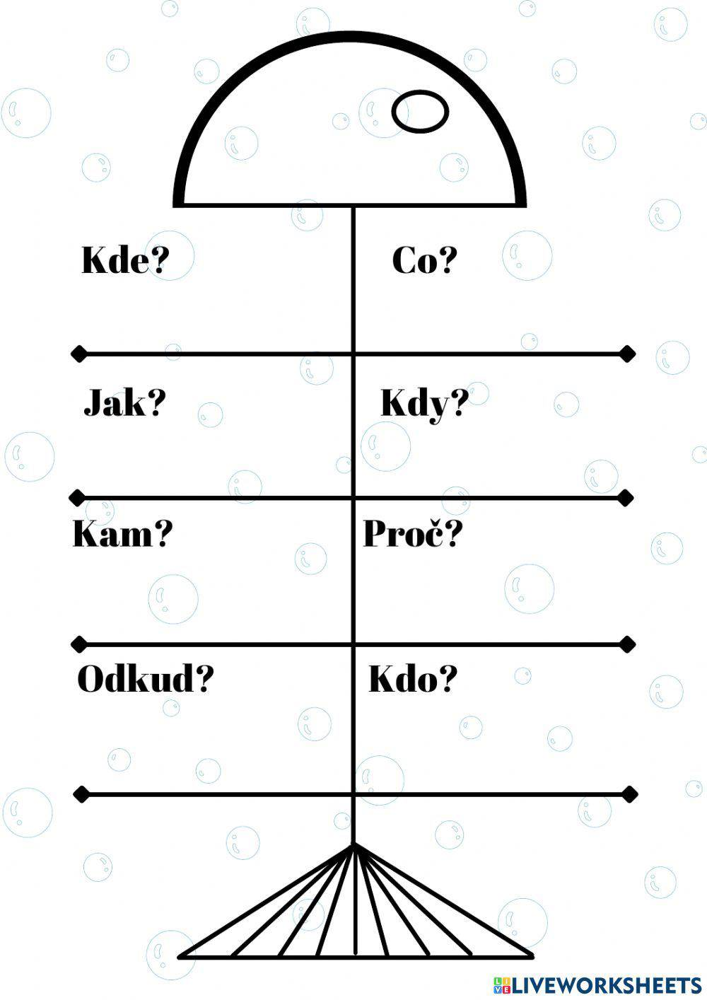 Kde?
Co?
Jak?
Kdy?
Kam?
Proč?
Odkud?
Kdo?
LIVEWORKSHEETS